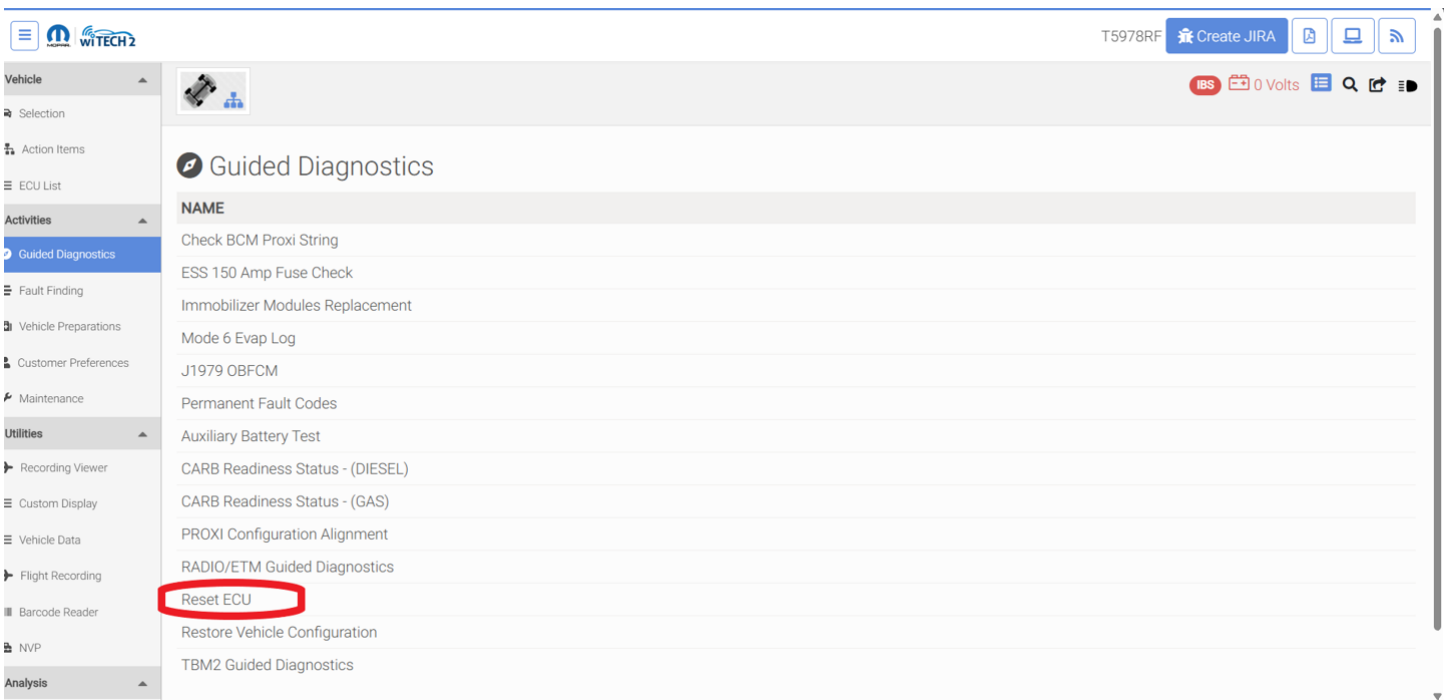 MOPAR wiTECH 2
T5978RF Create JIRA
Vehicle
Selection
Action Items
ECU List
Activities
Guided Diagnostics
Fault Finding
Vehicle Preparations
Customer Preferences
Maintenance
Utilities
Recording Viewer
Custom Display
Vehicle Data
Flight Recording
Barcode Reader
NVP
Analysis
IBS 0 Volts
Guided Diagnostics
NAME
Check BCM Proxi String
ESS 150 Amp Fuse Check
Immobilizer Modules Replacement
Mode 6 Evap Log
J1979 OBFCM
Permanent Fault Codes
Auxiliary Battery Test
CARB Readiness Status - (DIESEL)
CARB Readiness Status - (GAS)
PROXI Configuration Alignment
RADIO/ETM Guided Diagnostics
Reset ECU
Restore Vehicle Configuration
TBM2 Guided Diagnostics